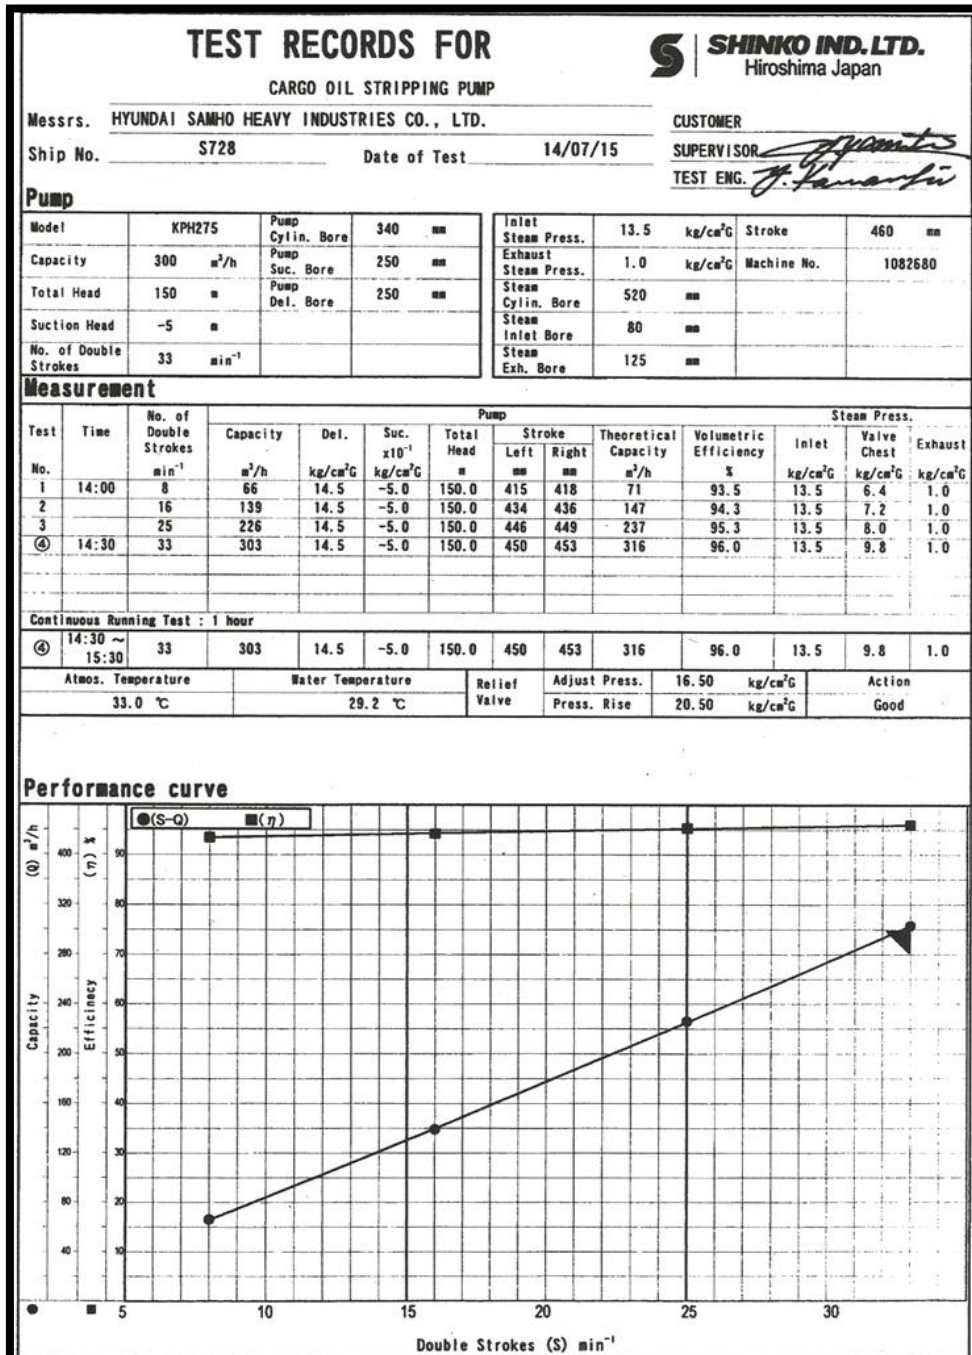 TEST RECORDS FOR
SHINKO IND.LTD.
Hiroshima Japan
CARGO OIL STRIPPING PUMP
Messrs. HYUNDAI SAMHO HEAVY INDUSTRIES CO., LTD.
CUSTOMER
Ship No. S728 Date of Test 14/07/15
SUPERVISOR
TEST ENG.
Pump
Model KPH275 Pump Cylin. Bore 340 mm Inlet Steam Press. 13.5 kg/cm²G Stroke 460 mm
Capacity 300 m³/h Pump Suc. Bore 250 mm Exhaust Steam Press. 1.0 kg/cm²G Machine No. 1082680
Total Head 150 m Pump Del. Bore 250 mm Steam Cylin. Bore 520 mm
Suction Head -5 m Steam Inlet Bore 80 mm
No. of Double Strokes 33 min⁻¹ Steam Exh. Bore 125 mm
Measurement
Pump Steam Press.
Test No. Time No. of Double Strokes min⁻¹ Capacity m³/h Del. kg/cm²G Suc. x10⁻¹ kg/cm²G Total Head m Stroke Left mm Right mm Theoretical Capacity m³/h Volumetric Efficiency % Inlet kg/cm²G Valve Chest kg/cm²G Exhaust kg/cm²G
1 14:00 8 66 14.5 -5.0 150.0 415 418 71 93.5 13.5 6.4 1.0
2 16 139 14.5 -5.0 150.0 434 436 147 94.3 13.5 7.2 1.0
3 25 226 14.5 -5.0 150.0 446 449 237 95.3 13.5 8.0 1.0
④ 14:30 33 303 14.5 -5.0 150.0 450 453 316 96.0 13.5 9.8 1.0
Continuous Running Test : 1 hour
④ 14:30 ~ 15:30 33 303 14.5 -5.0 150.0 450 453 316 96.0 13.5 9.8 1.0
Atmos. Temperature Water Temperature Relief Valve Adjust Press. 16.50 kg/cm²G Action
33.0 ℃ 29.2 ℃ Press. Rise 20.50 kg/cm²G Good
Performance curve
●(S-Q) ■(η)
(Q) m³/h
(η) %
Capacity
Efficinecy
400 90
320 80
280 70
240 60
200 50
160 40
120 30
80 20
40 10
● ■ 5 10 15 20 25 30
Double Strokes (S) min⁻¹